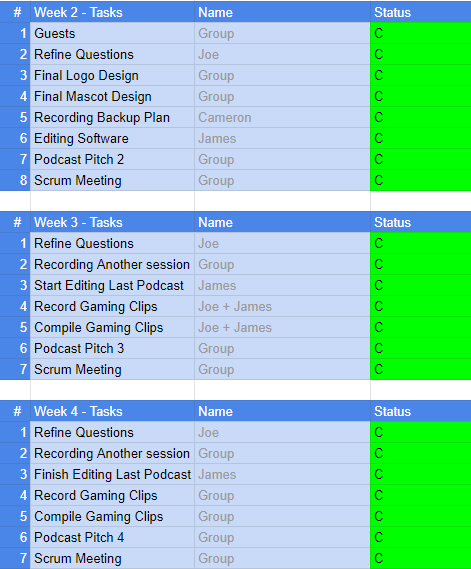 # Week 2 - Tasks Name Status
1 Guests Group C
2 Refine Questions Joe C
3 Final Logo Design Group C
4 Final Mascot Design Group C
5 Recording Backup Plan Cameron C
6 Editing Software James C
7 Podcast Pitch 2 Group C
8 Scrum Meeting Group C
# Week 3 - Tasks Name Status
1 Refine Questions Joe C
2 Recording Another session Group C
3 Start Editing Last Podcast James C
4 Record Gaming Clips Joe + James C
5 Compile Gaming Clips Joe + James C
6 Podcast Pitch 3 Group C
7 Scrum Meeting Group C
# Week 4 - Tasks Name Status
1 Refine Questions Joe C
2 Recording Another session Group C
3 Finish Editing Last Podcast James C
4 Record Gaming Clips Group C
5 Compile Gaming Clips Group C
6 Podcast Pitch 4 Group C
7 Scrum Meeting Group C